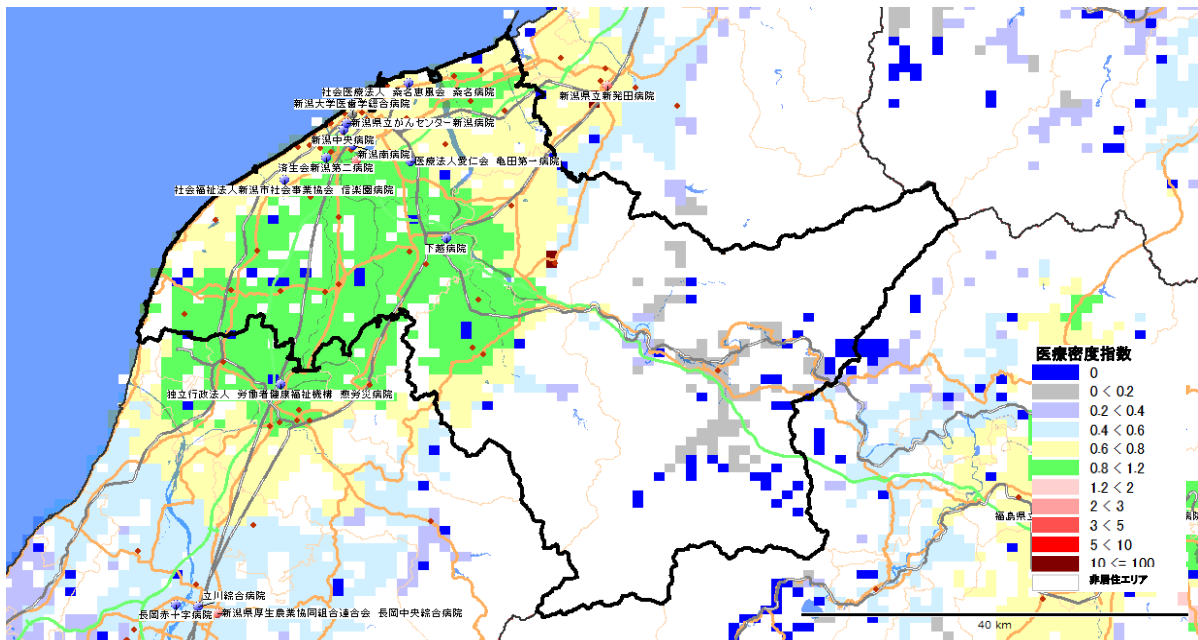 社会医療法人　桑名恵風会　桑名病院
新潟大学医歯学総合病院
新潟県立新発田病院
新潟県立がんセンター新潟病院
新潟中央病院
新潟南病院
医療法人愛仁会　亀田第一病院
済生会新潟第二病院
社会福祉法人新潟市社会事業協会　信楽園病院
下越病院
医療密度指数
0
0 < 0.2
0.2 < 0.4
0.4 < 0.6
0.6 < 0.8
0.8 < 1.2
1.2 < 2
2 < 3
3 < 5
5 < 10
10 <= 100
非居住エリア
独立行政法人　労働者健康福祉機構　燕労災病院
福島県立
病院
立川綜合病院
長岡赤十字病院
新潟県厚生農業協同組合連合会　長岡中央綜合病院
40 km